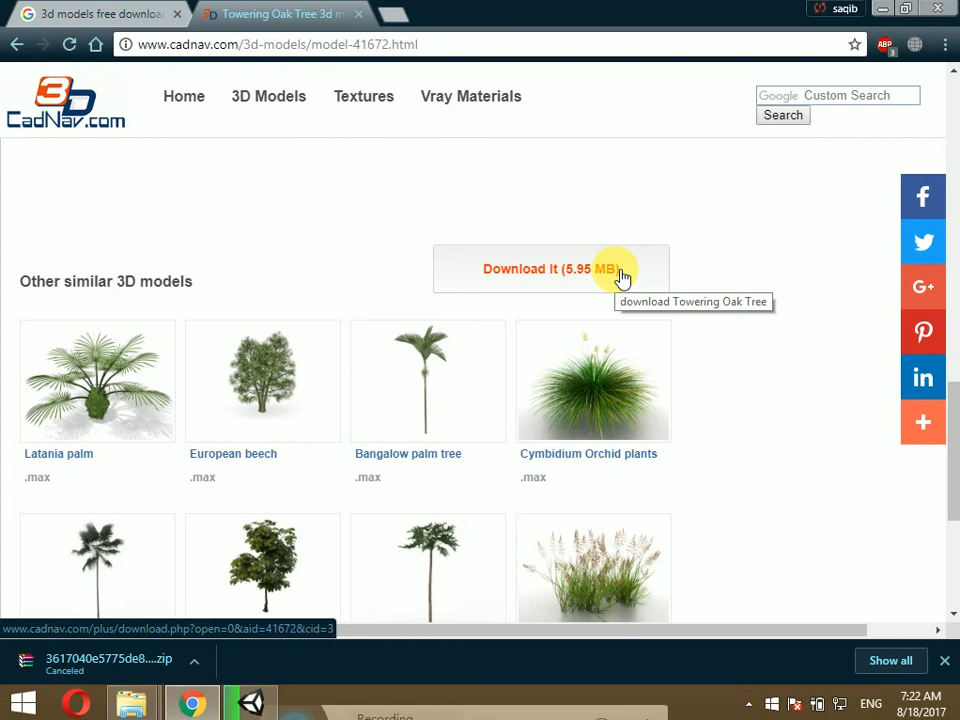 3d models free downloa
Towering Oak Tree 3d m
saqib
www.cadnav.com/3d-models/model-41672.html
ABP
3
3D
CadNav.com
Home
3D Models
Textures
Vray Materials
Google Custom Search
Search
Download It (5.95 MB)
download Towering Oak Tree
Other similar 3D models
Latania palm
European beech
Bangalow palm tree
Cymbidium Orchid plants
.max
.max
.max
.max
www.cadnav.com/plus/download.php?open=0&aid=41672&cid=3
3617040e5775de8....zip
Canceled
Show all
Recording
ENG
7:22 AM
8/18/2017